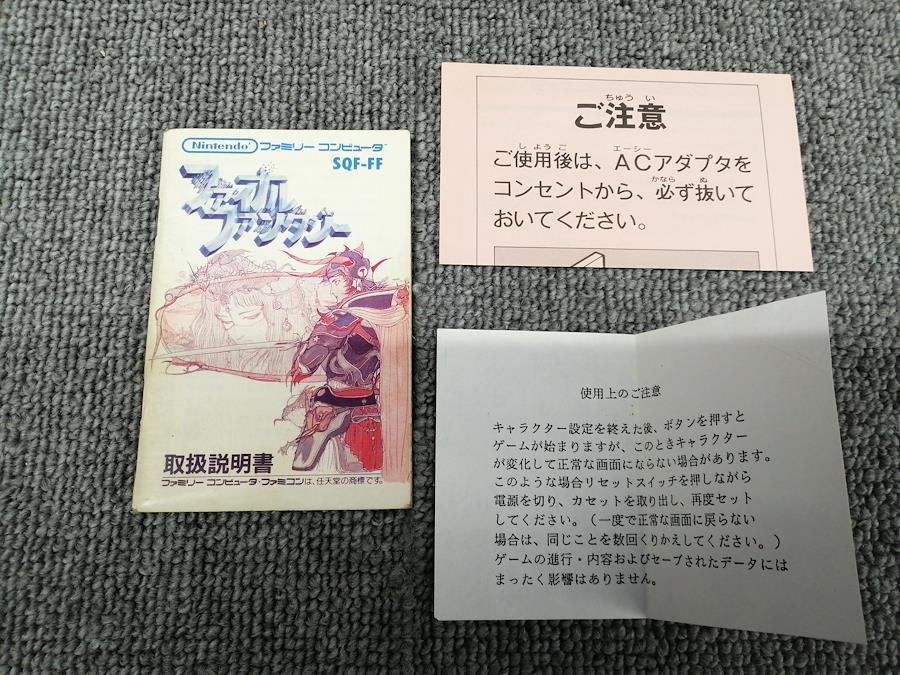 Nintendo ファミリー コンピュータ™
SQF-FF
ファイナル
ファンタジー
取扱説明書
ファミリー コンピュータ・ファミコンは、任天堂の商標です。
ちゅう い
ご注意
しようご エーシー
ご使用後は、ACアダプタを
かなら ぬ
コンセントから、必ず抜いて
おいてください。
使用上のご注意
キャラクター設定を終えた後、ボタンを押すと
ゲームが始まりますが、このときキャラクター
が変化して正常な画面にならない場合があります。
このような場合リセットスイッチを押しながら
電源を切り、カセットを取り出し、再度セット
してください。(一度で正常な画面に戻らない
場合は、同じことを数回くりかえしてください。)
ゲームの進行・内容およびセーブされたデータには
まったく影響はありません。